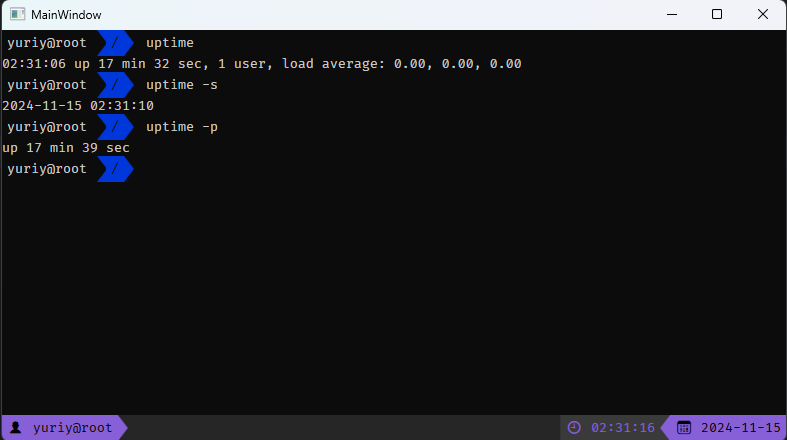 MainWindow
yuriy@root / uptime
02:31:06 up 17 min 32 sec, 1 user, load average: 0.00, 0.00, 0.00
yuriy@root / uptime -s
2024-11-15 02:31:10
yuriy@root / uptime -p
up 17 min 39 sec
yuriy@root /
yuriy@root 02:31:16 2024-11-15